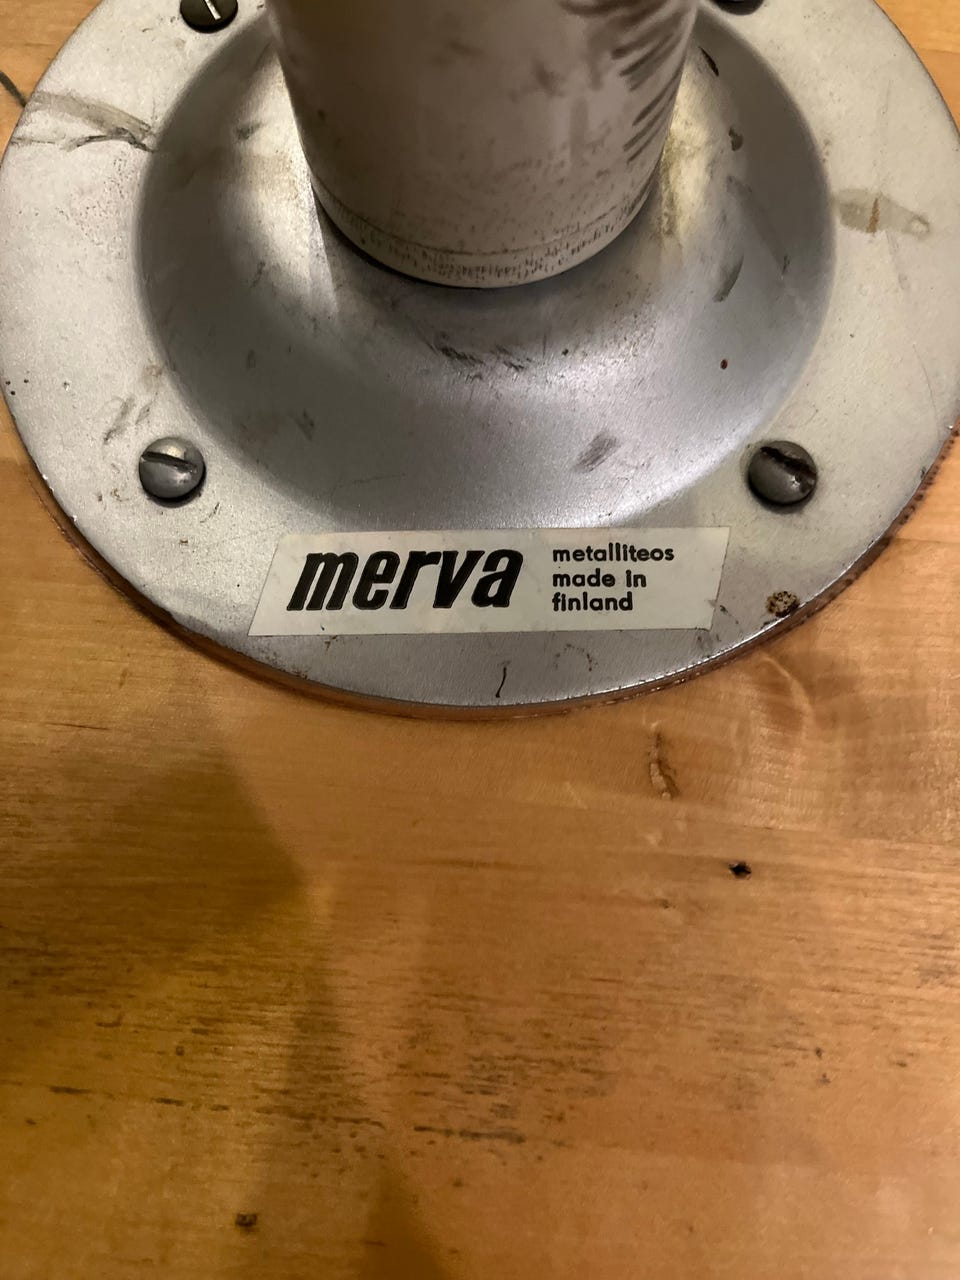 merva
metalliteos
made in
finland